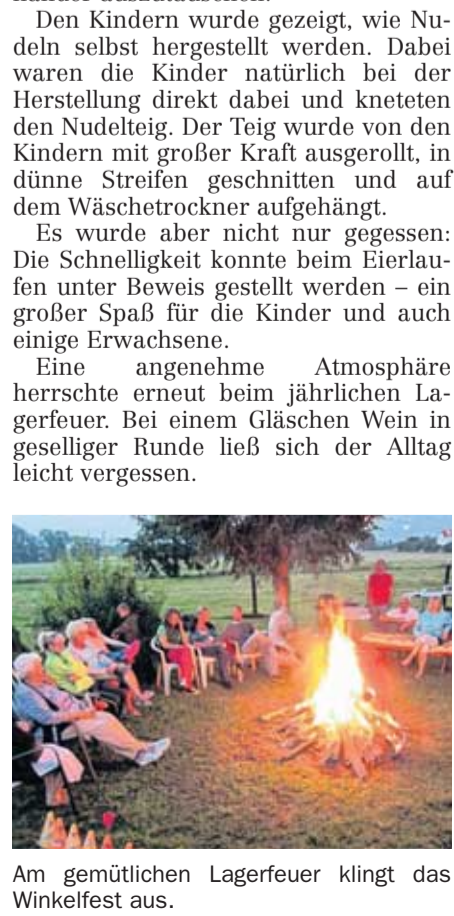 Den Kindern wurde gezeigt, wie Nu-
deln selbst hergestellt werden. Dabei
waren die Kinder natürlich bei der
Herstellung direkt dabei und kneteten
den Nudelteig. Der Teig wurde von den
Kindern mit großer Kraft ausgerollt, in
dünne Streifen geschnitten und auf
dem Wäschetrockner aufgehängt.
Es wurde aber nicht nur gegessen:
Die Schnelligkeit konnte beim Eierlau-
fen unter Beweis gestellt werden – ein
großer Spaß für die Kinder und auch
einige Erwachsene.
Eine angenehme Atmosphäre
herrschte erneut beim jährlichen La-
gerfeuer. Bei einem Gläschen Wein in
geselliger Runde ließ sich der Alltag
leicht vergessen.
Am gemütlichen Lagerfeuer klingt das
Winkelfest aus.